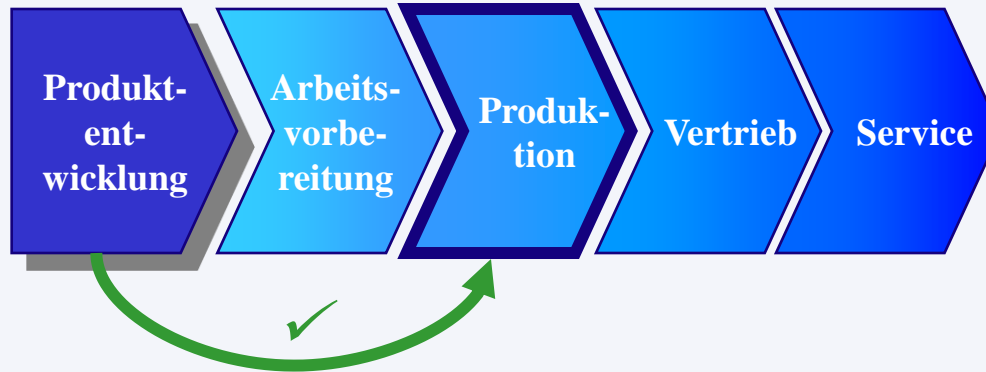 Produkt-
ent-
wicklung
Arbeits-
vorbe-
reitung
Produk-
tion
Vertrieb
Service